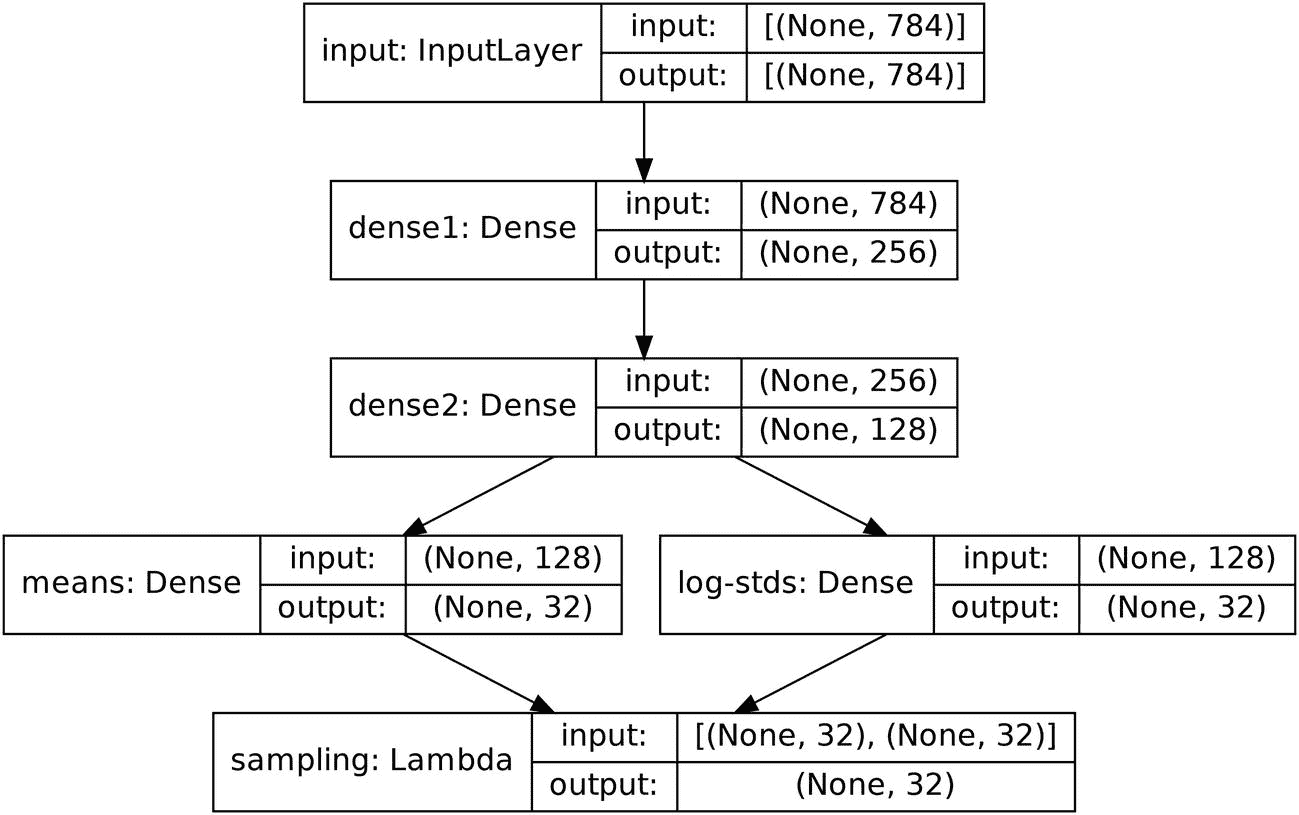 input: InputLayer
input: [(None, 784)]
output: [(None, 784)]
dense1: Dense
input: (None, 784)
output: (None, 256)
dense2: Dense
input: (None, 256)
output: (None, 128)
means: Dense
input: (None, 128)
output: (None, 32)
log-stds: Dense
input: (None, 128)
output: (None, 32)
sampling: Lambda
input: [(None, 32), (None, 32)]
output: (None, 32)